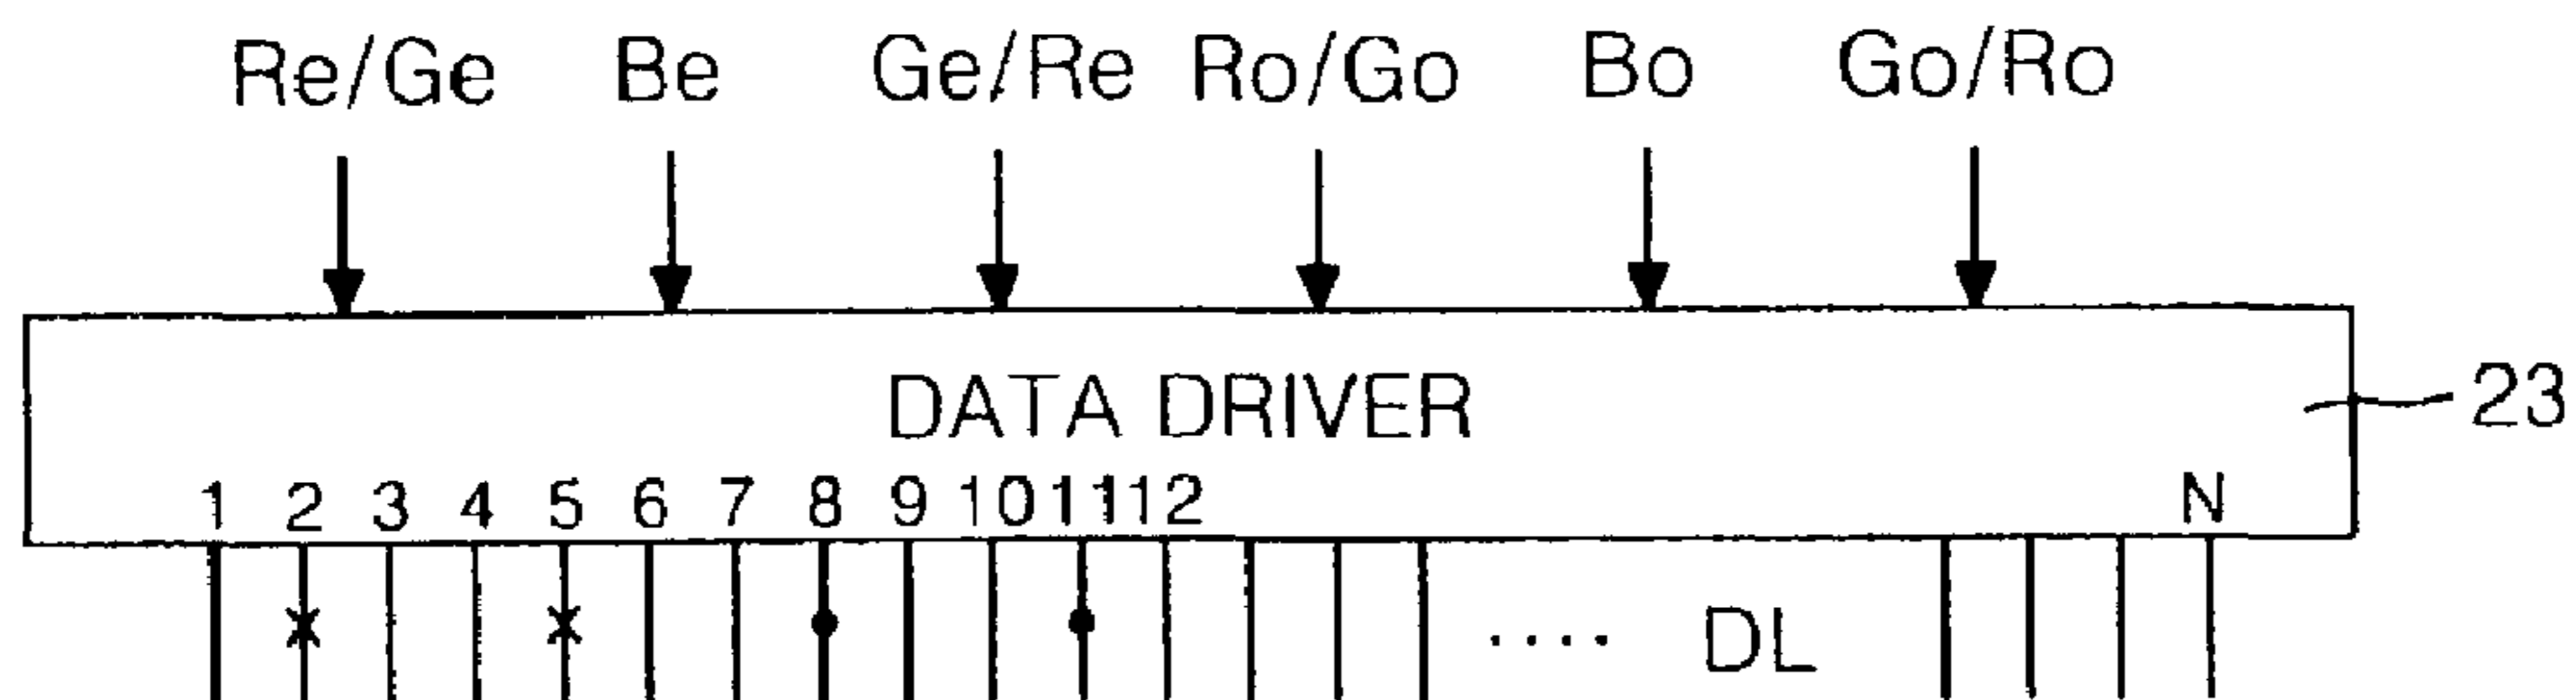 Re/Ge Be Ge/Re Ro/Go Bo Go/Ro
DATA DRIVER 23
1 2 3 4 5 6 7 8 9 10 11 12 N
.... DL